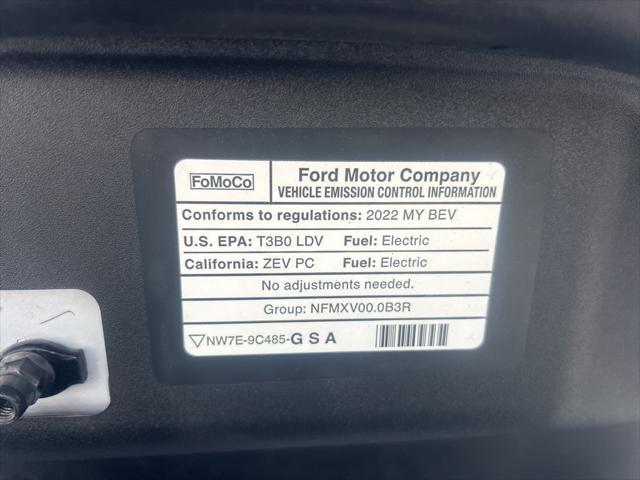 FoMoCo
Ford Motor Company
VEHICLE EMISSION CONTROL INFORMATION
Conforms to regulations: 2022 MY BEV
U.S. EPA: T3B0 LDV Fuel: Electric
California: ZEV PC Fuel: Electric
No adjustments needed.
Group: NFMXV00.0B3R
NW7E-9C485-G S A